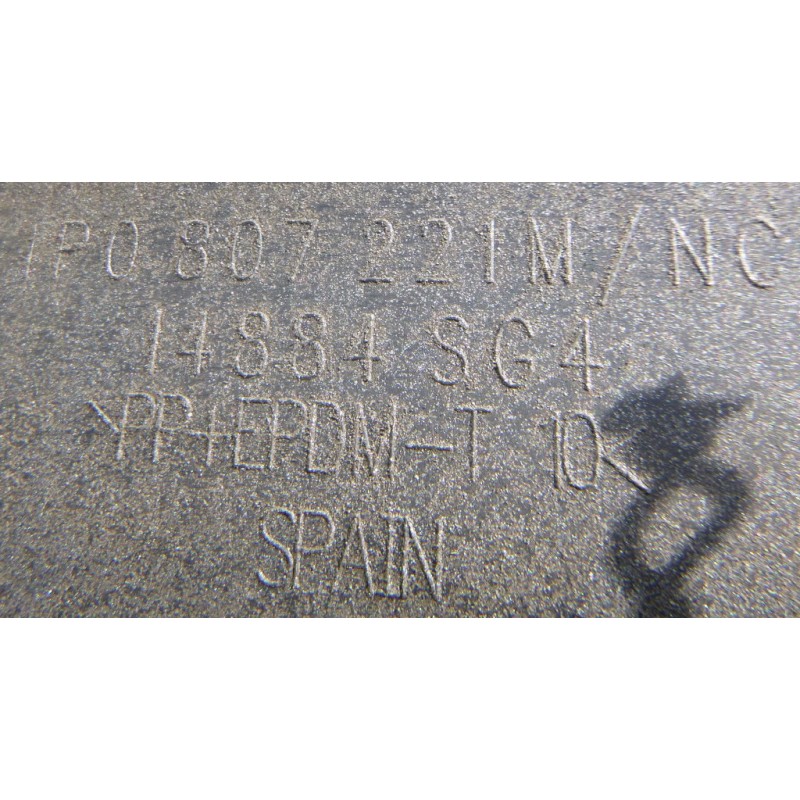 1P0 807 221M/NC
14884 SG4
>PP+EPDM-T 10<
SPAIN